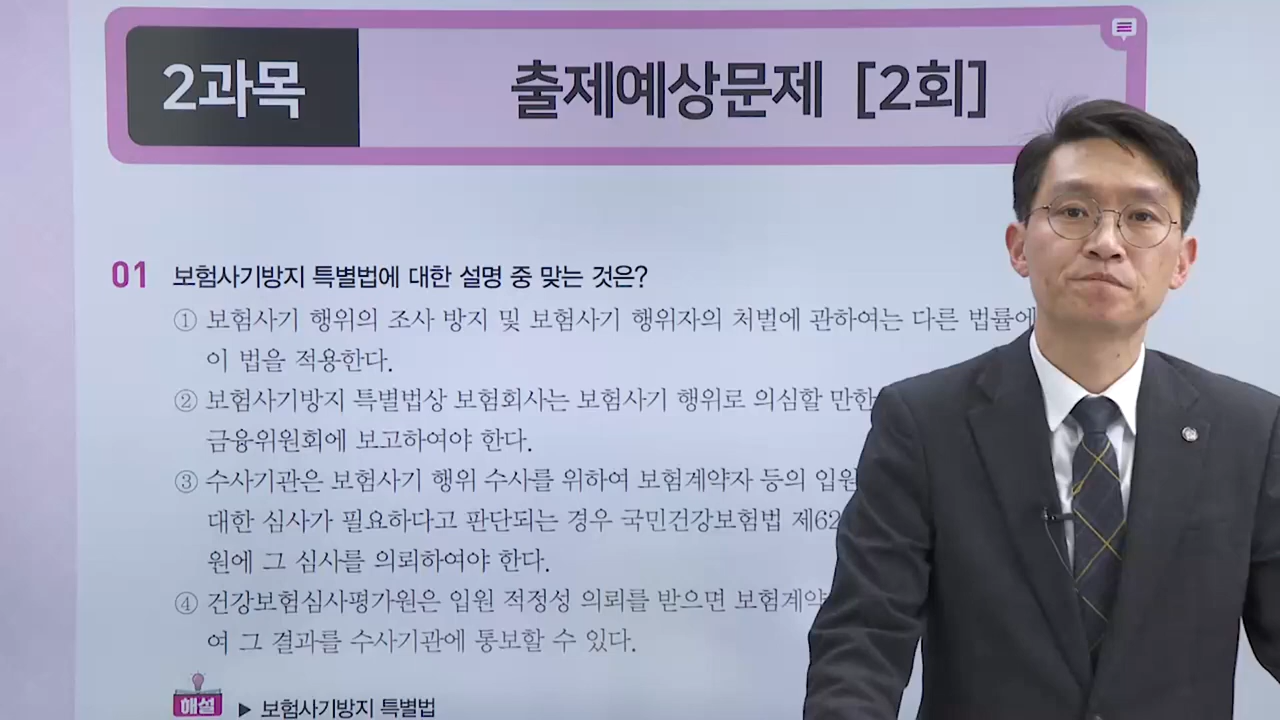 2과목
출제예상문제 [2회]
01 보험사기방지 특별법에 대한 설명 중 맞는 것은?
① 보험사기 행위의 조사 방지 및 보험사기 행위자의 처벌에 관하여는 다른 법률에
이 법을 적용한다.
② 보험사기방지 특별법상 보험회사는 보험사기 행위로 의심할 만한
금융위원회에 보고하여야 한다.
③ 수사기관은 보험사기 행위 수사를 위하여 보험계약자 등의 입원
대한 심사가 필요하다고 판단되는 경우 국민건강보험법 제62
원에 그 심사를 의뢰하여야 한다.
④ 건강보험심사평가원은 입원 적정성 의뢰를 받으면 보험계약
여 그 결과를 수사기관에 통보할 수 있다.
해설 ▶ 보험사기방지 특별법